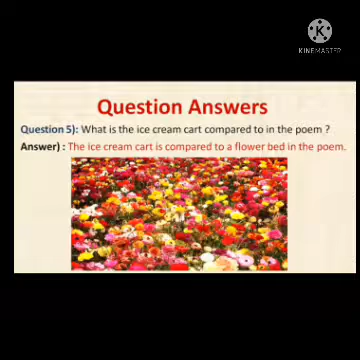 KINEMASTER
Question Answers
Question 5): What is the ice cream cart compared to in the poem ?
Answer) : The ice cream cart is compared to a flower bed in the poem.